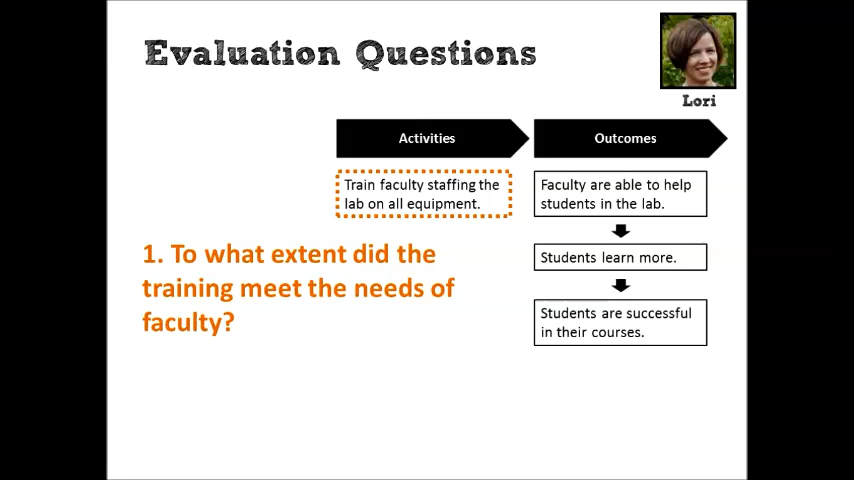 Evaluation Questions
Lori
Activities
Outcomes
Train faculty staffing the
lab on all equipment.
Faculty are able to help
students in the lab.
Students learn more.
Students are successful
in their courses.
1. To what extent did the
training meet the needs of
faculty?